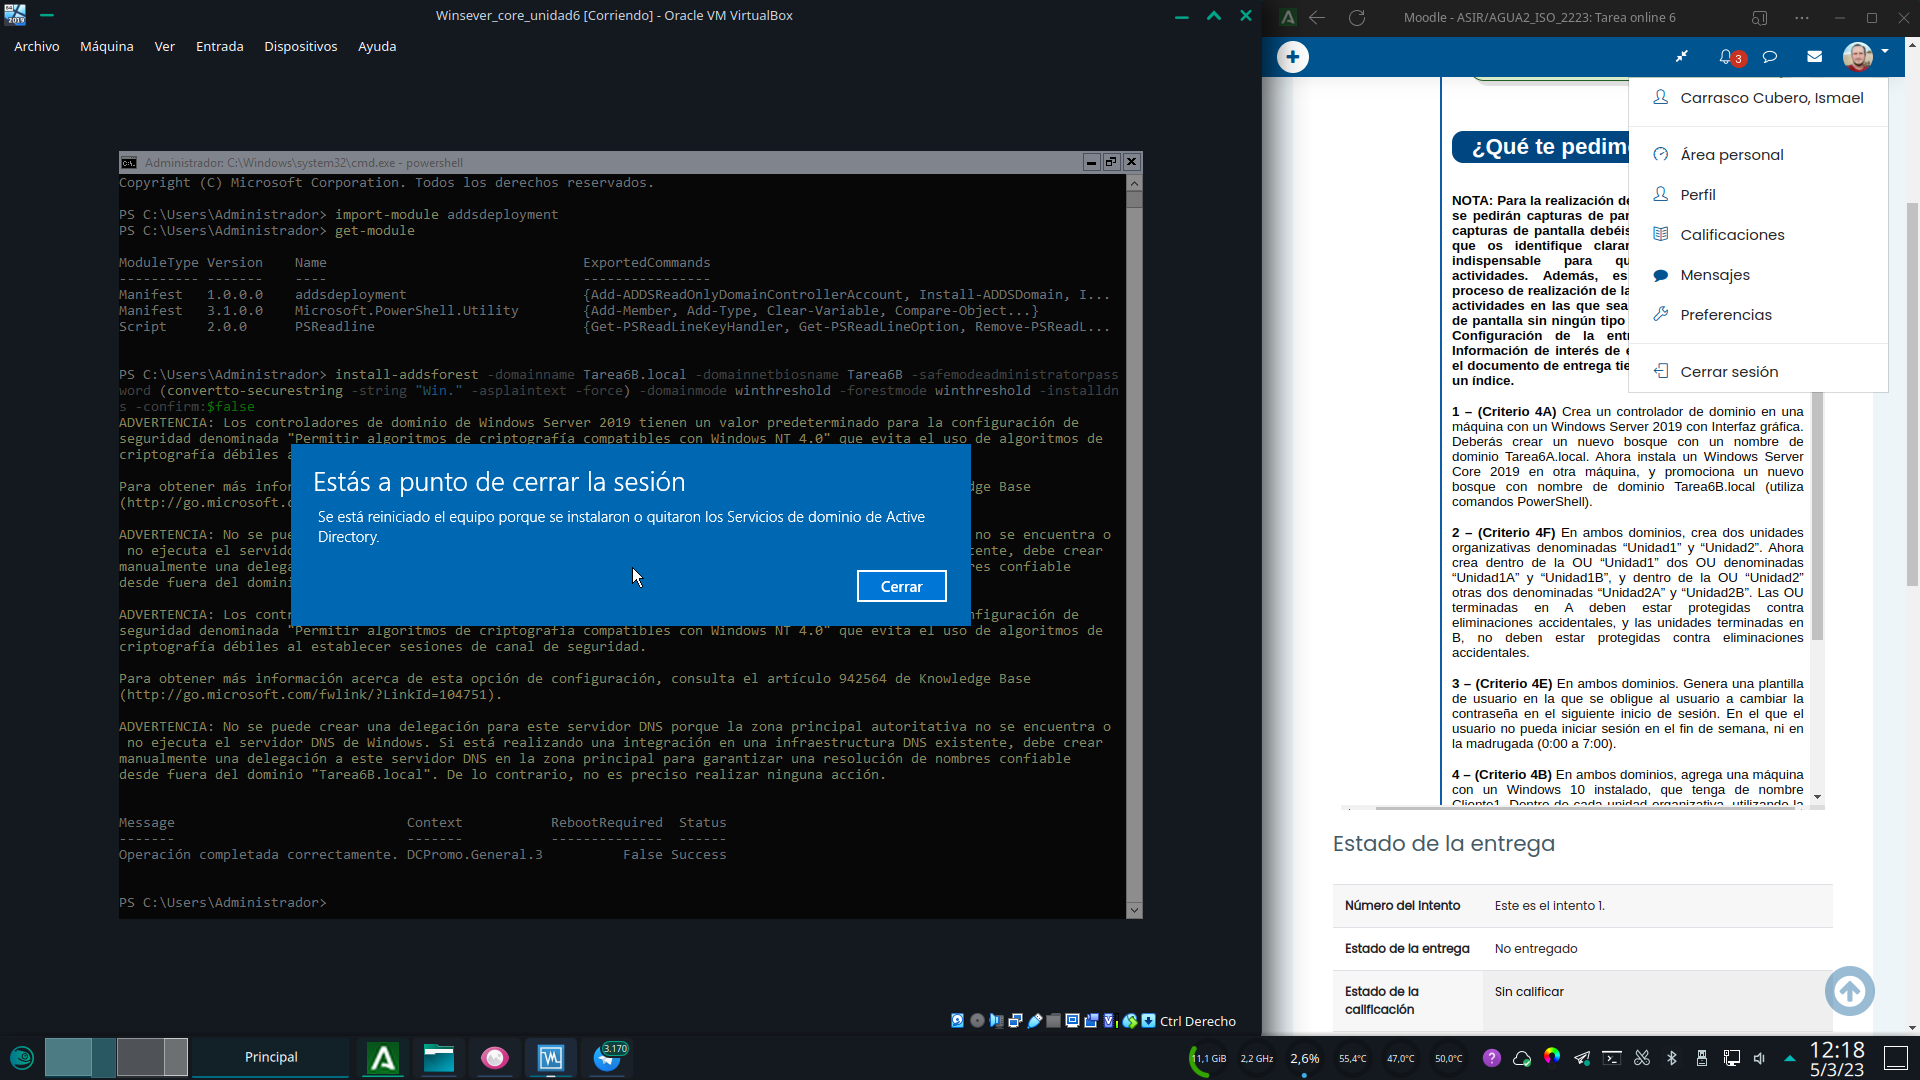 Winsever_core_unidad6 [Corriendo] - Oracle VM VirtualBox
Archivo Máquina Ver Entrada Dispositivos Ayuda
Administrador: C:\Windows\system32\cmd.exe - powershell
Copyright (C) Microsoft Corporation. Todos los derechos reservados.
PS C:\Users\Administrador> import-module addsdeployment
PS C:\Users\Administrador> get-module
ModuleType Version Name ExportedCommands
---------- ------- ---- ----------------
Manifest 1.0.0.0 addsdeployment {Add-ADDSReadOnlyDomainControllerAccount, Install-ADDSDomain, I...
Manifest 3.1.0.0 Microsoft.PowerShell.Utility {Add-Member, Add-Type, Clear-Variable, Compare-Object...}
Script 2.0.0 PSReadline {Get-PSReadLineKeyHandler, Get-PSReadLineOption, Remove-PSReadL...
PS C:\Users\Administrador> install-addsforest -domainname Tarea6B.local -domainnetbiosname Tarea6B -safemodeadministratorpass
word (convertto-securestring -string "Win." -asplaintext -force) -domainmode winthreshold -forestmode winthreshold -installdn
s -confirm:$false
ADVERTENCIA: Los controladores de dominio de Windows Server 2019 tienen un valor predeterminado para la configuración de
seguridad denominada "Permitir algoritmos de criptografía compatibles con Windows NT 4.0" que evita el uso de algoritmos de
criptografía débiles a
Para obtener más infor dge Base
(http://go.microsoft.c
ADVERTENCIA: No se pue no se encuentra o
no ejecuta el servido tente, debe crear
manualmente una delega res confiable
desde fuera del domini
ADVERTENCIA: Los contr nfiguración de
seguridad denominada "Permitir algoritmos de criptografía compatibles con Windows NT 4.0" que evita el uso de algoritmos de
criptografía débiles al establecer sesiones de canal de seguridad.
Para obtener más información acerca de esta opción de configuración, consulta el artículo 942564 de Knowledge Base
(http://go.microsoft.com/fwlink/?LinkId=104751).
ADVERTENCIA: No se puede crear una delegación para este servidor DNS porque la zona principal autoritativa no se encuentra o
no ejecuta el servidor DNS de Windows. Si está realizando una integración en una infraestructura DNS existente, debe crear
manualmente una delegación a este servidor DNS en la zona principal para garantizar una resolución de nombres confiable
desde fuera del dominio "Tarea6B.local". De lo contrario, no es preciso realizar ninguna acción.
Message Context RebootRequired Status
------- ------- -------------- ------
Operación completada correctamente. DCPromo.General.3 False Success
PS C:\Users\Administrador>
Estás a punto de cerrar la sesión
Se está reiniciado el equipo porque se instalaron o quitaron los Servicios de dominio de Active
Directory.
Cerrar
Ctrl Derecho
Moodle - ASIR/AGUA2_ISO_2223: Tarea online 6
3
Carrasco Cubero, Ismael
Área personal
Perfil
Calificaciones
Mensajes
Preferencias
Cerrar sesión
¿Qué te pedim
NOTA: Para la realización de
se pedirán capturas de pan
capturas de pantalla debéis
que os identifique claram
indispensable para qu
actividades. Además, es
proceso de realización de la
actividades en las que sea
de pantalla sin ningún tipo
Configuración de la entr
Información de interés de e
el documento de entrega tie
un índice.
1 – (Criterio 4A) Crea un controlador de dominio en una
máquina con un Windows Server 2019 con Interfaz gráfica.
Deberás crear un nuevo bosque con un nombre de
dominio Tarea6A.local. Ahora instala un Windows Server
Core 2019 en otra máquina, y promociona un nuevo
bosque con nombre de dominio Tarea6B.local (utiliza
comandos PowerShell).
2 – (Criterio 4F) En ambos dominios, crea dos unidades
organizativas denominadas “Unidad1” y “Unidad2”. Ahora
crea dentro de la OU “Unidad1” dos OU denominadas
“Unidad1A” y “Unidad1B”, y dentro de la OU “Unidad2”
otras dos denominadas “Unidad2A” y “Unidad2B”. Las OU
terminadas en A deben estar protegidas contra
eliminaciones accidentales, y las unidades terminadas en
B, no deben estar protegidas contra eliminaciones
accidentales.
3 – (Criterio 4E) En ambos dominios. Genera una plantilla
de usuario en la que se obligue al usuario a cambiar la
contraseña en el siguiente inicio de sesión. En el que el
usuario no pueda iniciar sesión en el fin de semana, ni en
la madrugada (0:00 a 7:00).
4 – (Criterio 4B) En ambos dominios, agrega una máquina
con un Windows 10 instalado, que tenga de nombre
Cliente1. Dentro de cada unidad organizativa, utilizando la
Estado de la entrega
Número del intento Este es el intento 1.
Estado de la entrega No entregado
Estado de la calificación Sin calificar
Principal
3.170
11,1 GiB 2,2 GHz 2,6% 55,4°C 47,0°C 50,0°C
12:18
5/3/23